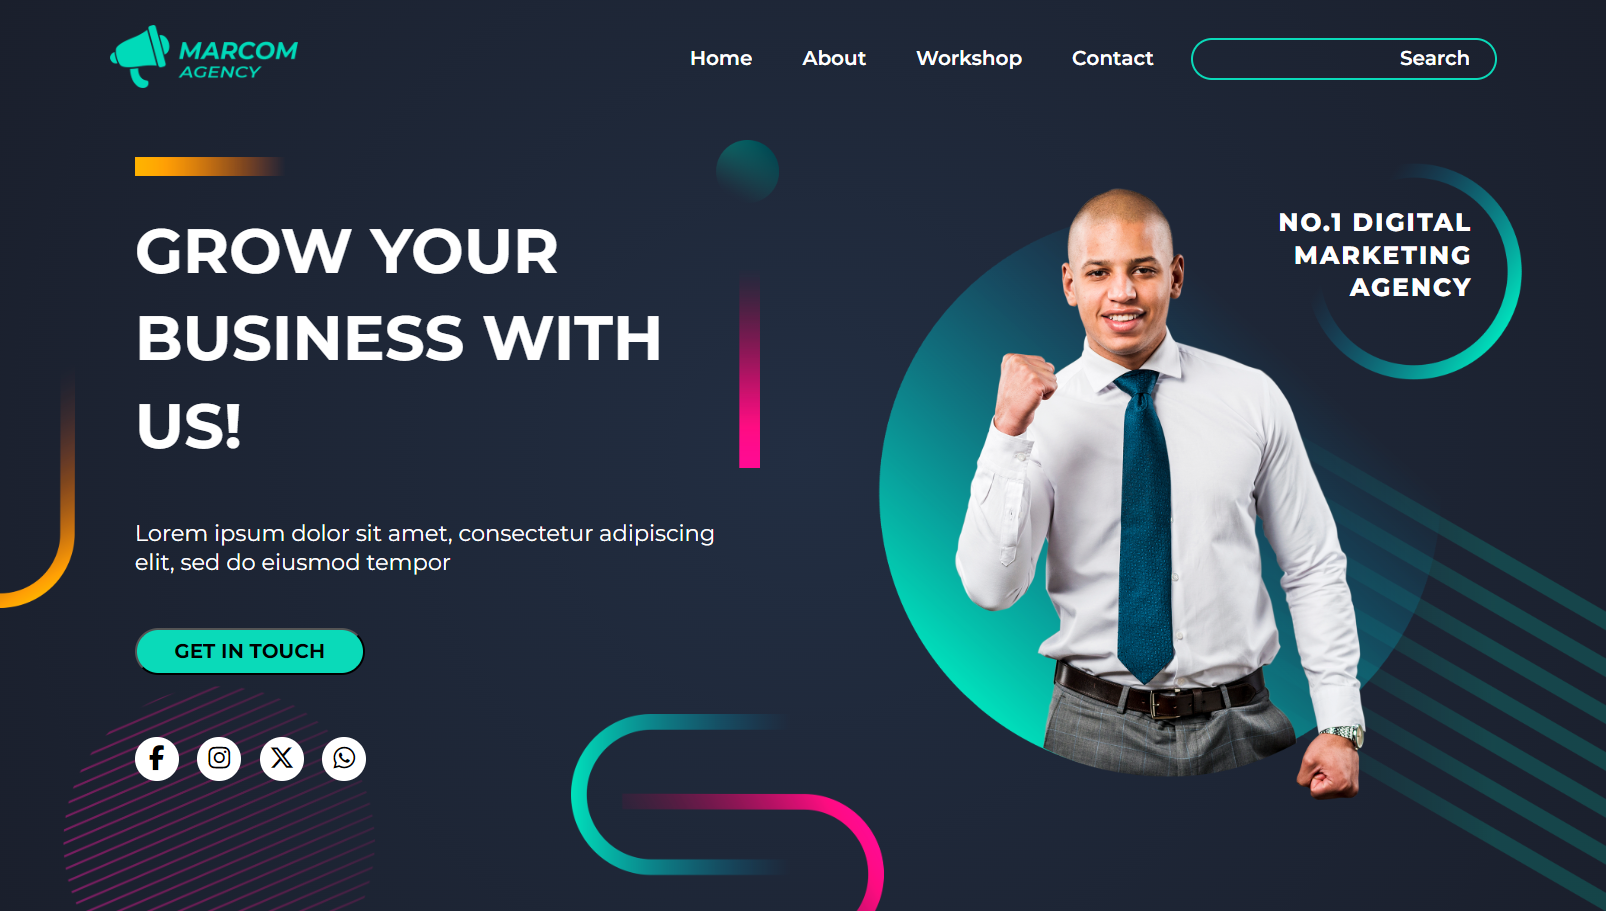 MARCOM
AGENCY
Home
About
Workshop
Contact
Search
GROW YOUR
BUSINESS WITH
US!
NO.1 DIGITAL
MARKETING
AGENCY
Lorem ipsum dolor sit amet, consectetur adipiscing
elit, sed do eiusmod tempor
GET IN TOUCH